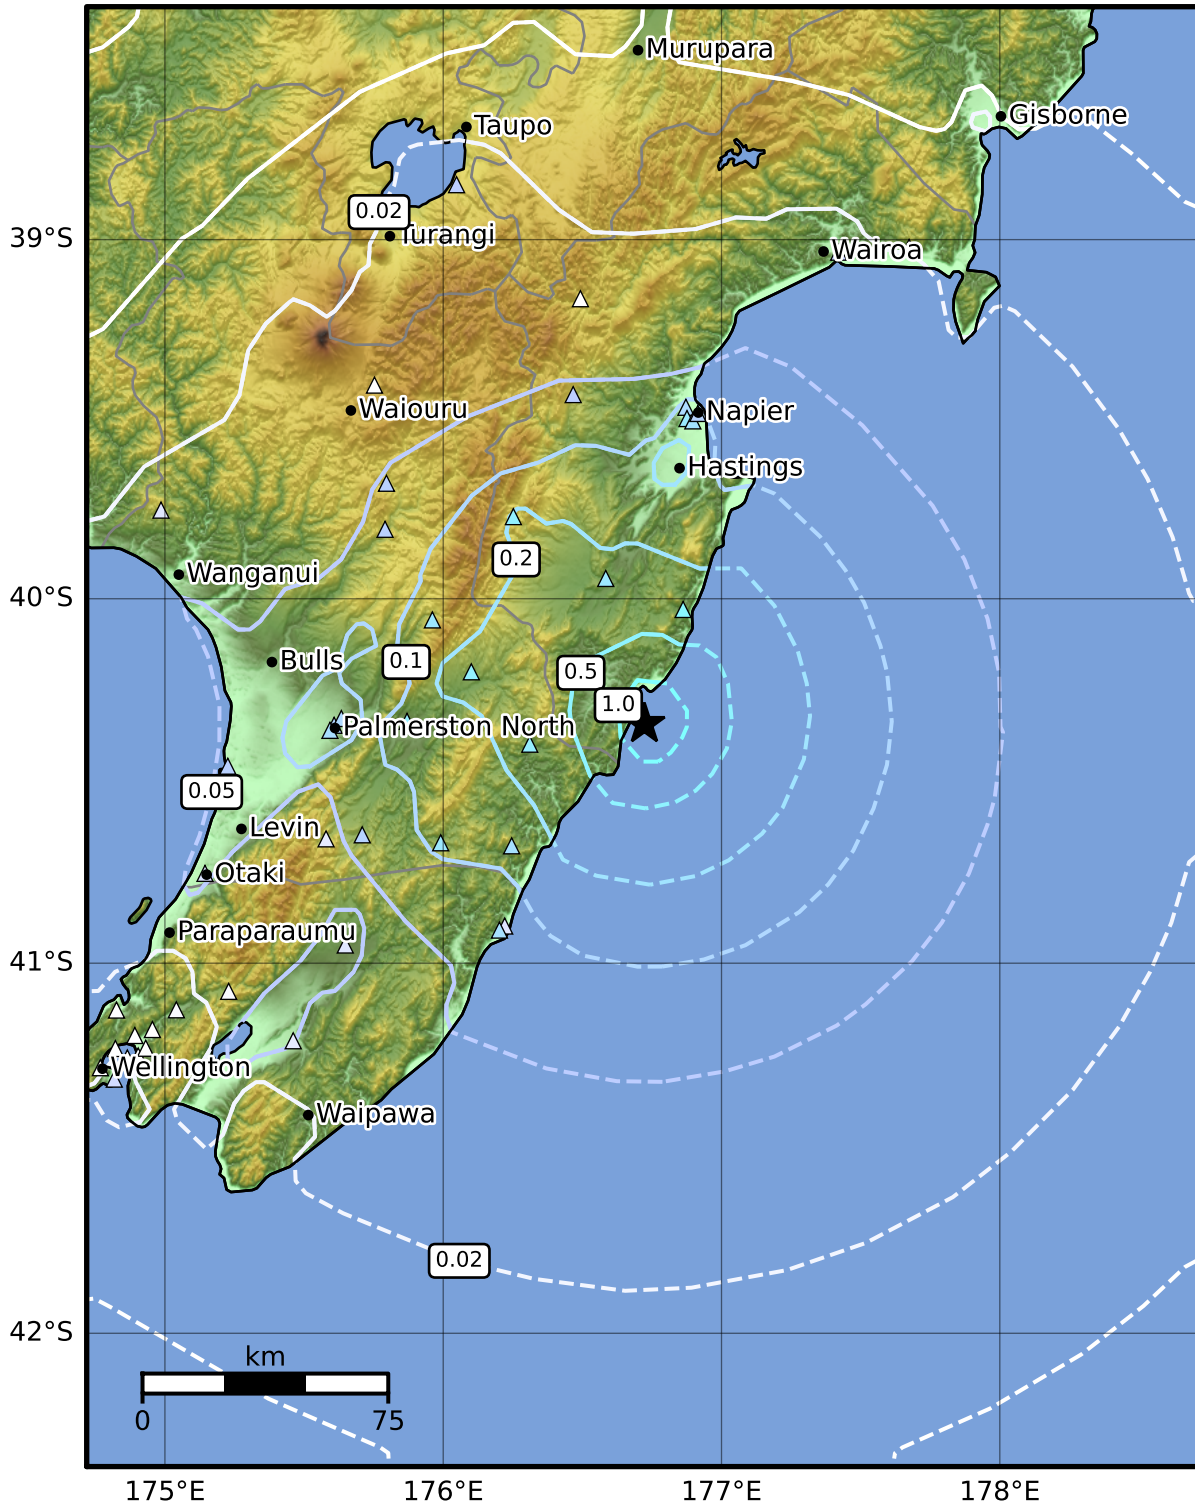 Murupara
Gisborne
Taupo
0.02
Turangi
39°S
Wairoa
Waiouru
Napier
Hastings
0.2
Wanganui
40°S
Bulls
0.1
0.5
1.0
Palmerston North
0.05
Levin
Otaki
Paraparaumu
41°S
Wellington
Waipawa
0.02
42°S
km
0 75
175°E 176°E 177°E 178°E